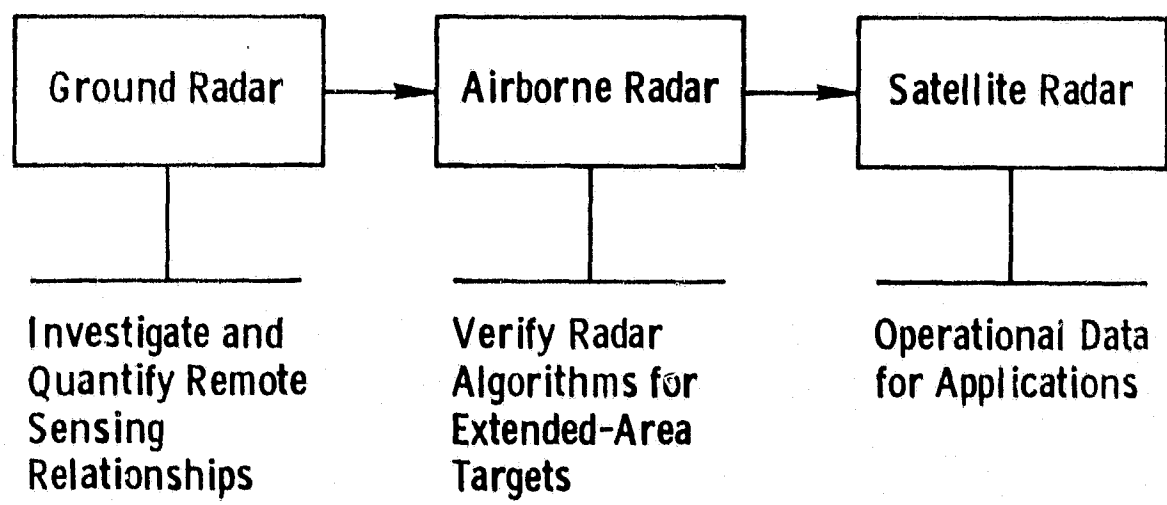 Ground Radar
Airborne Radar
Satellite Radar
Investigate and
Quantify Remote
Sensing
Relationships
Verify Radar
Algorithms for
Extended-Area
Targets
Operational Data
for Applications